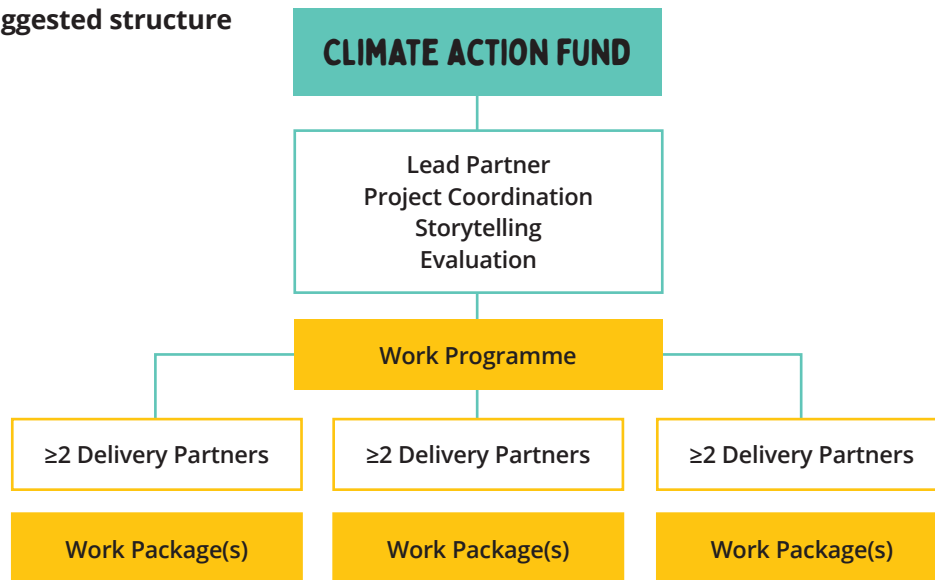 ggested structure
CLIMATE ACTION FUND
Lead Partner
Project Coordination
Storytelling
Evaluation
Work Programme
≥2 Delivery Partners
≥2 Delivery Partners
≥2 Delivery Partners
Work Package(s)
Work Package(s)
Work Package(s)